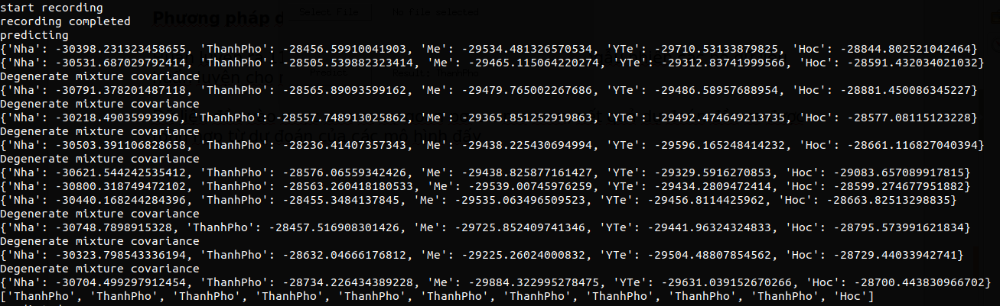 start recording
recording completed
predicting
{'Nha': -30398.231323458655, 'ThanhPho': -28456.59910041903, 'Me': -29534.481326570534, 'YTe': -29710.53133879825, 'Hoc': -28844.802521042464}
{'Nha': -30531.687029792414, 'ThanhPho': -28505.539882323414, 'Me': -29465.115064220274, 'YTe': -29312.83741999566, 'Hoc': -28591.432034021032}
Degenerate mixture covariance
{'Nha': -30791.378201487118, 'ThanhPho': -28565.89093599162, 'Me': -29479.765002267686, 'YTe': -29486.58957688954, 'Hoc': -28881.450086345227}
Degenerate mixture covariance
{'Nha': -30218.49035993996, 'ThanhPho': -28557.748913025862, 'Me': -29365.851252919863, 'YTe': -29492.474649213735, 'Hoc': -28577.08115123228}
Degenerate mixture covariance
{'Nha': -30503.391106828658, 'ThanhPho': -28236.41407357343, 'Me': -29438.225430694994, 'YTe': -29596.165248414232, 'Hoc': -28661.116827040394}
Degenerate mixture covariance
{'Nha': -30621.544242535412, 'ThanhPho': -28576.06559342426, 'Me': -29438.825877161427, 'YTe': -29329.5916270853, 'Hoc': -29083.657089917815}
{'Nha': -30800.318749472102, 'ThanhPho': -28563.260418180533, 'Me': -29539.00745976259, 'YTe': -29434.2809472414, 'Hoc': -28599.274677951882}
{'Nha': -30440.168244284396, 'ThanhPho': -28455.3484137845, 'Me': -29535.063496509523, 'YTe': -29456.8114425962, 'Hoc': -28663.82513298835}
Degenerate mixture covariance
{'Nha': -30748.7898915328, 'ThanhPho': -28457.516908301426, 'Me': -29725.852409741346, 'YTe': -29441.96324324833, 'Hoc': -28795.573991621834}
Degenerate mixture covariance
{'Nha': -30323.798543336194, 'ThanhPho': -28632.04666176812, 'Me': -29225.26024000832, 'YTe': -29504.48807854562, 'Hoc': -28729.44033942741}
Degenerate mixture covariance
{'Nha': -30704.499297912454, 'ThanhPho': -28734.226434389228, 'Me': -29884.322995278475, 'YTe': -29631.039152670266, 'Hoc': -28700.443830966702}
['ThanhPho', 'ThanhPho', 'ThanhPho', 'ThanhPho', 'ThanhPho', 'ThanhPho', 'ThanhPho', 'ThanhPho', 'ThanhPho', 'Hoc']